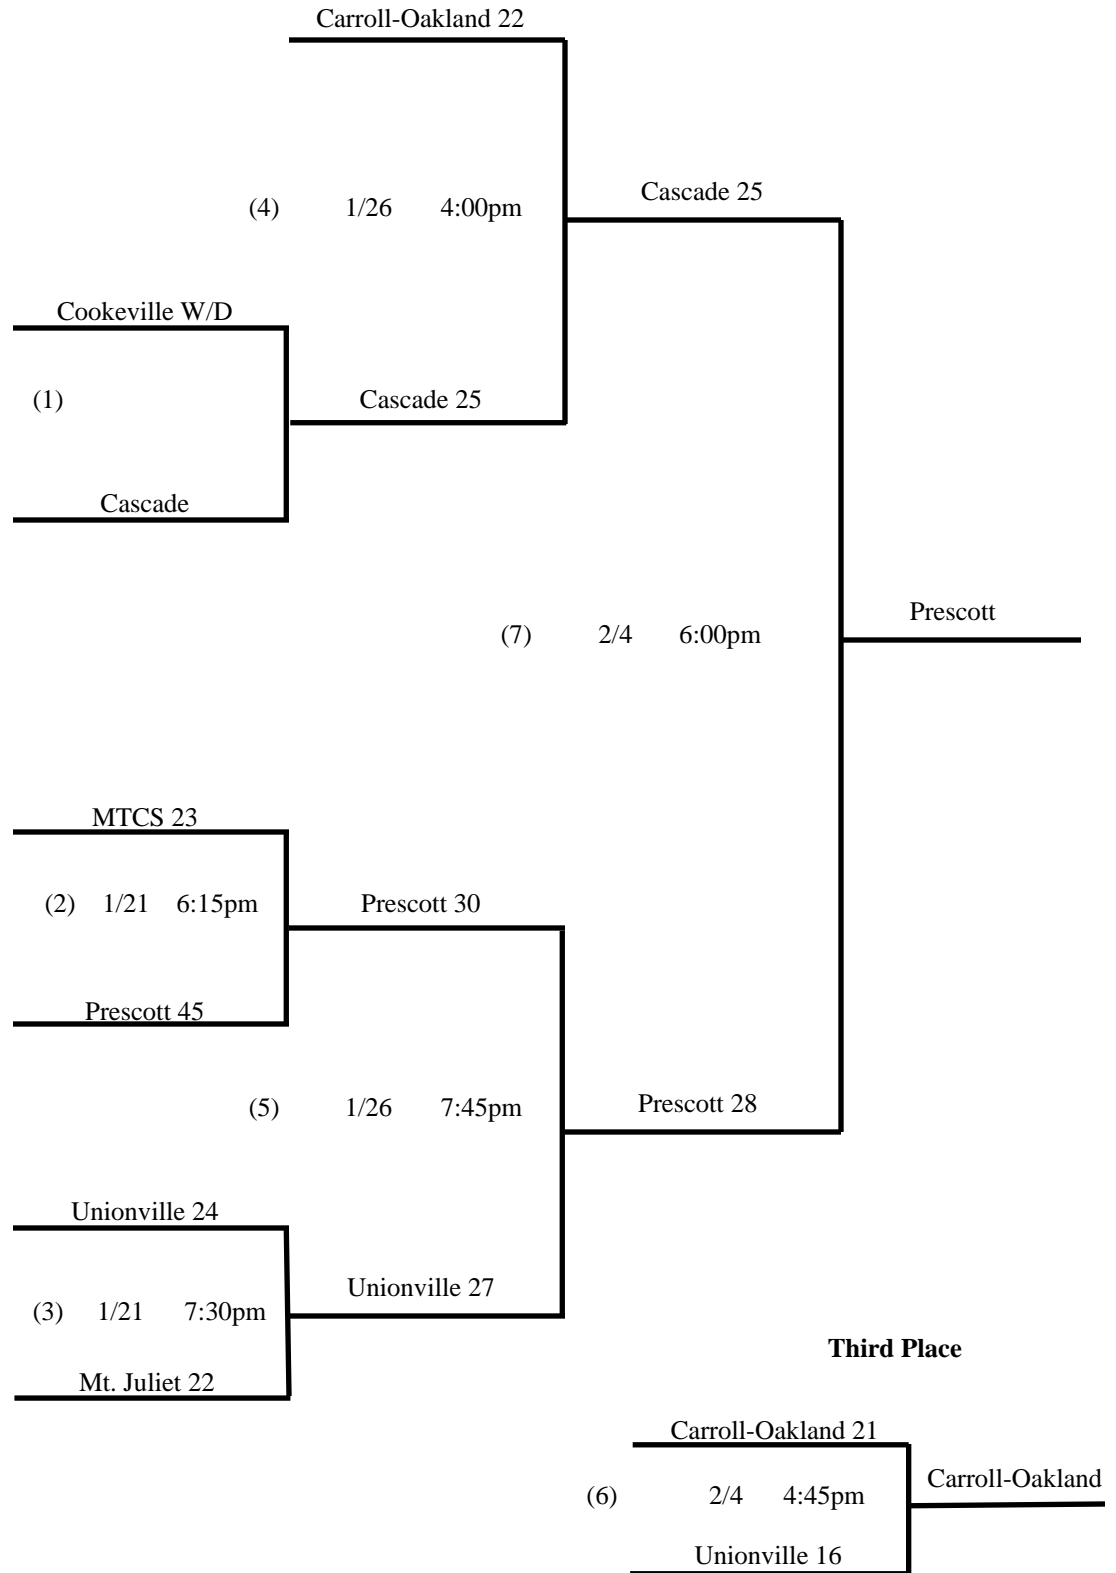 Carroll-Oakland 22
Cascade 25
(4) 1/26 4:00pm
Cookeville W/D
(1)
Cascade 25
Cascade
Prescott
(7) 2/4 6:00pm
MTCS 23
(2) 1/21 6:15pm
Prescott 30
Prescott 45
Prescott 28
(5) 1/26 7:45pm
Unionville 24
Unionville 27
(3) 1/21 7:30pm
Third Place
Mt. Juliet 22
Carroll-Oakland 21
Carroll-Oakland
(6) 2/4 4:45pm
Unionville 16